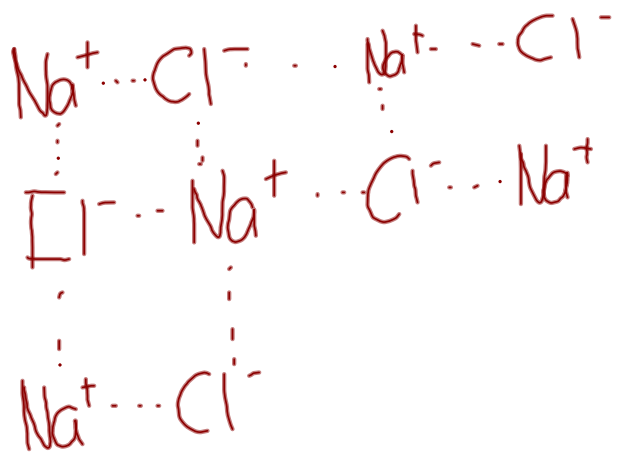 Na⁺ ... Cl⁻ ... Na⁺ ... Cl⁻
Cl⁻ ... Na⁺ ... Cl⁻ ... Na⁺
Na⁺ ... Cl⁻